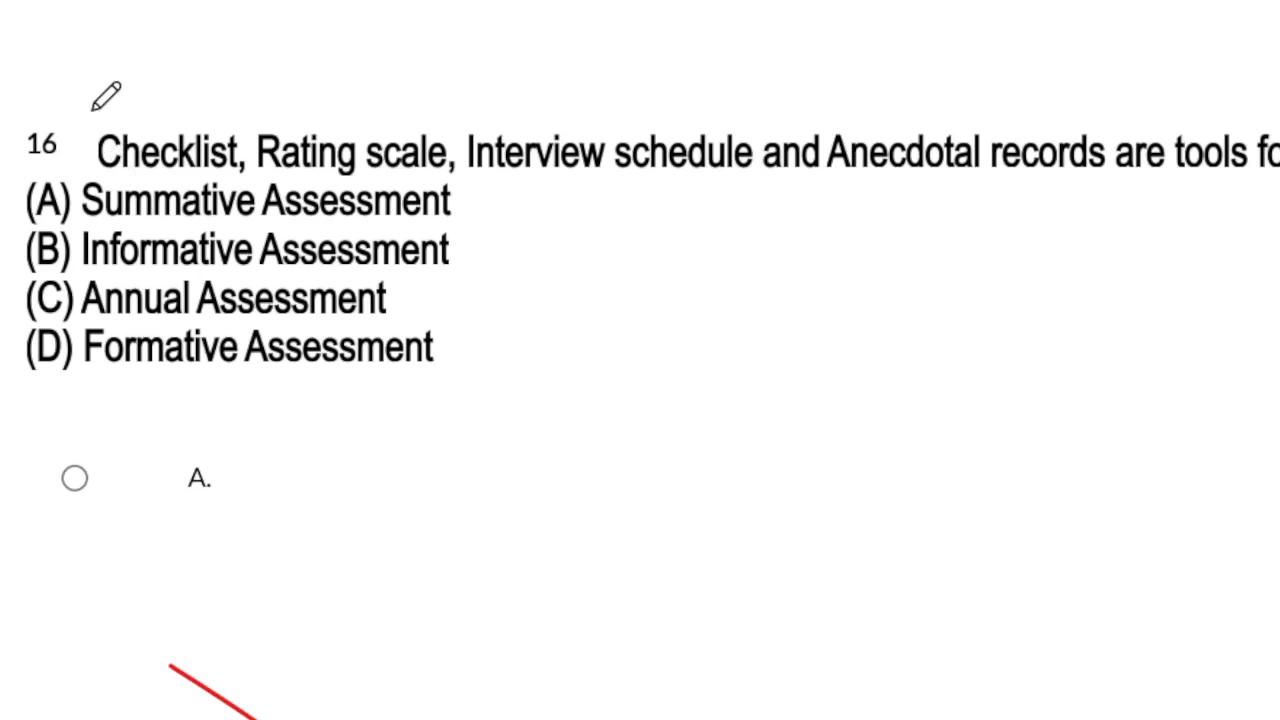 16 Checklist, Rating scale, Interview schedule and Anecdotal records are tools
(A) Summative Assessment
(B) Informative Assessment
(C) Annual Assessment
(D) Formative Assessment
A.